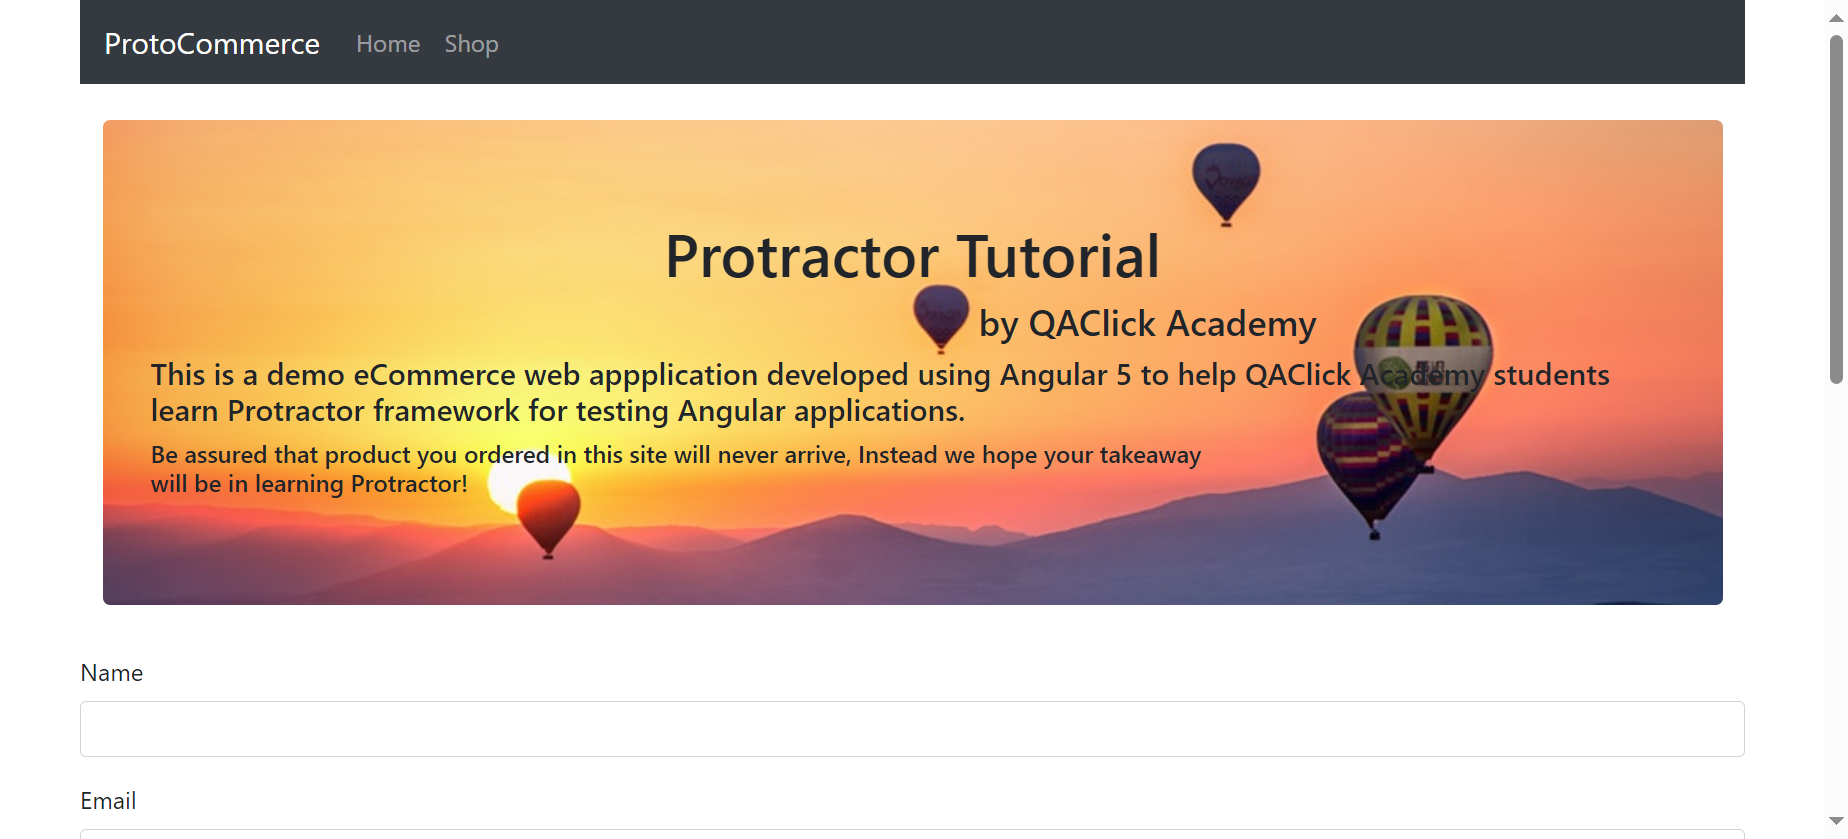 ProtoCommerce Home Shop
Protractor Tutorial
by QAClick Academy
This is a demo eCommerce web appplication developed using Angular 5 to help QAClick Academy students
learn Protractor framework for testing Angular applications.
Be assured that product you ordered in this site will never arrive, Instead we hope your takeaway
will be in learning Protractor!
Name
Email